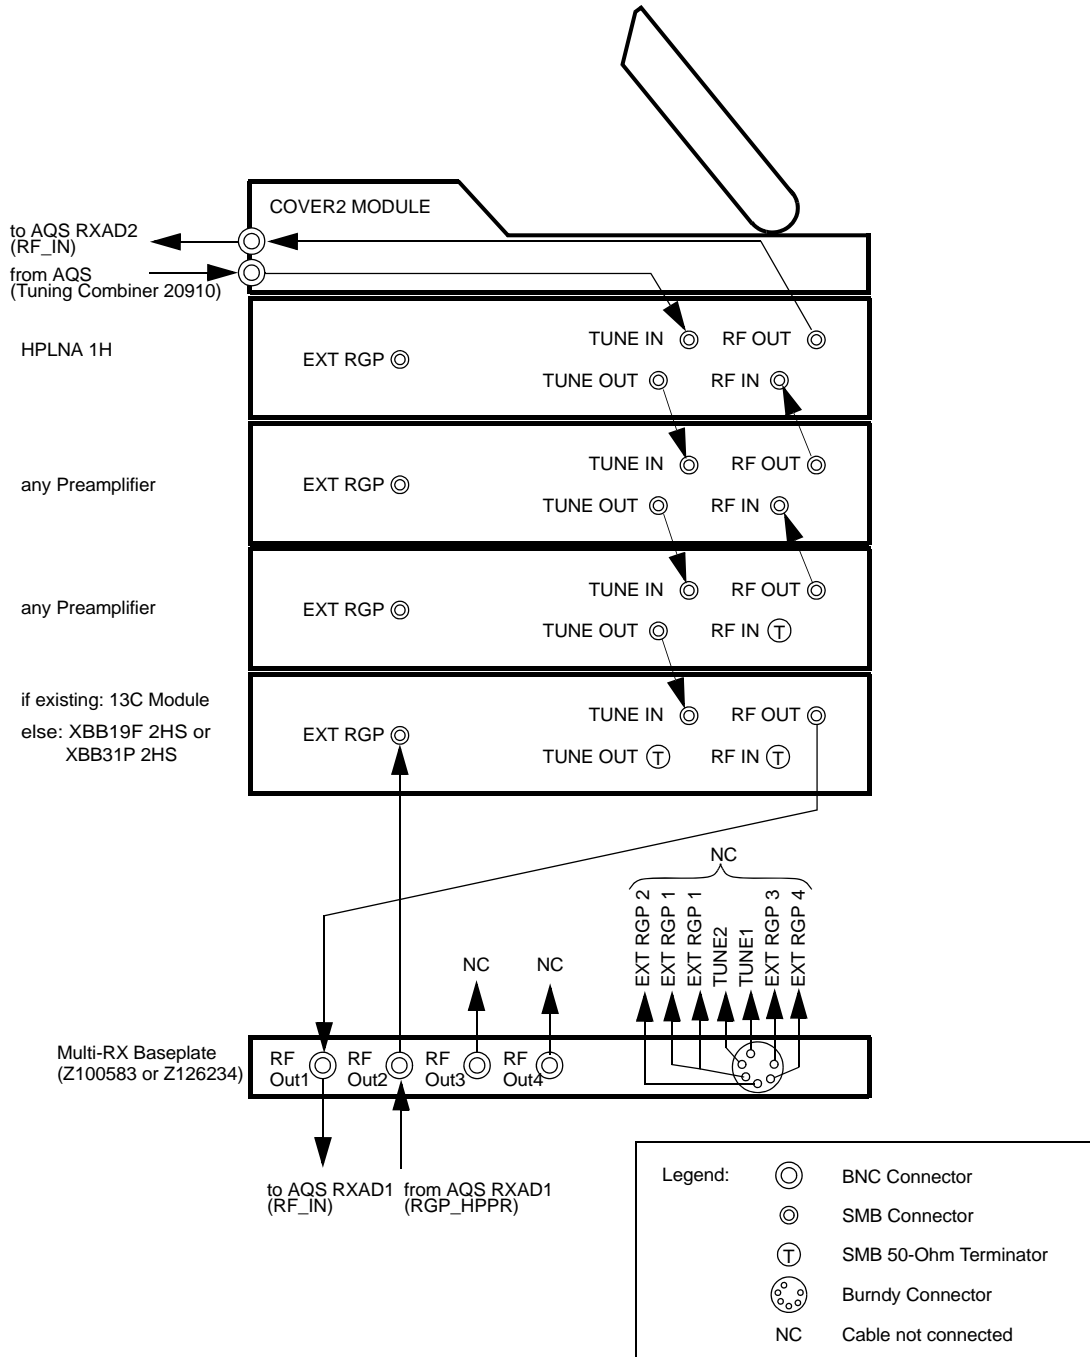 COVER2 MODULE
to AQS RXAD2
(RF_IN)
from AQS
(Tuning Combiner 20910)
HPLNA 1H
EXT RGP
TUNE IN
RF OUT
TUNE OUT
RF IN
any Preamplifier
EXT RGP
TUNE IN
RF OUT
TUNE OUT
RF IN
any Preamplifier
EXT RGP
TUNE IN
RF OUT
TUNE OUT
RF IN T
if existing: 13C Module
else: XBB19F 2HS or
XBB31P 2HS
EXT RGP
TUNE IN
RF OUT
TUNE OUT T
RF IN T
NC
EXT RGP 2
EXT RGP 1
EXT RGP 1
TUNE2
TUNE1
EXT RGP 3
EXT RGP 4
NC
NC
Multi-RX Baseplate
(Z100583 or Z126234)
RF
Out1
RF
Out2
RF
Out3
RF
Out4
to AQS RXAD1
(RF_IN)
from AQS RXAD1
(RGP_HPPR)
Legend:
BNC Connector
SMB Connector
T SMB 50-Ohm Terminator
Burndy Connector
NC Cable not connected